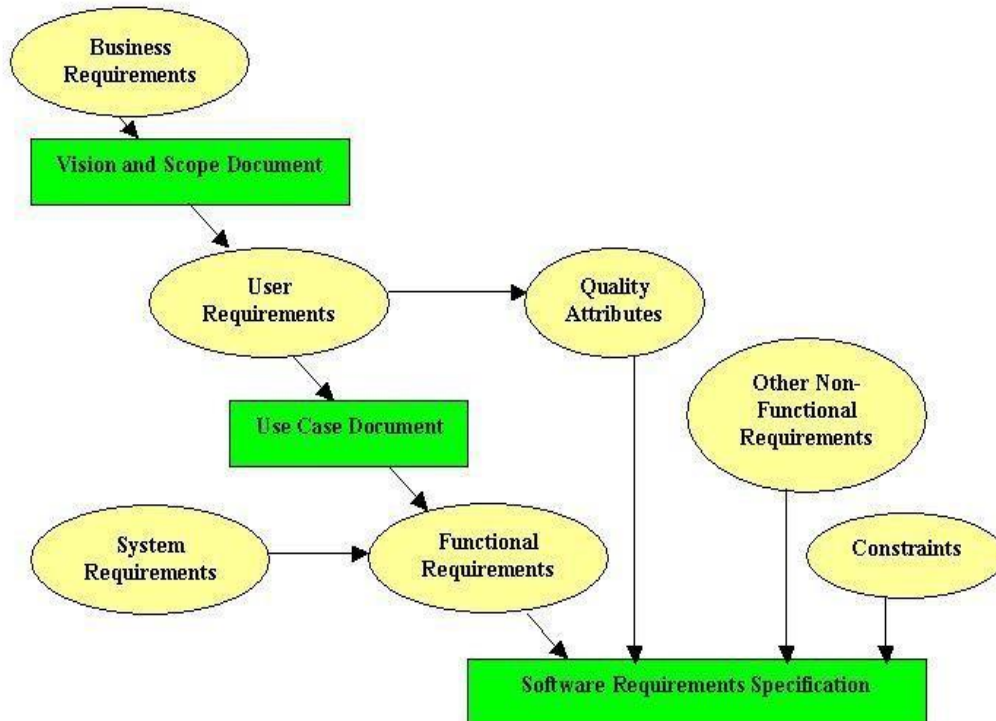 Business
Requirements
Vision and Scope Document
User
Requirements
Quality
Attributes
Other Non-
Functional
Requirements
Use Case Document
System
Requirements
Functional
Requirements
Constraints
Software Requirements Specification